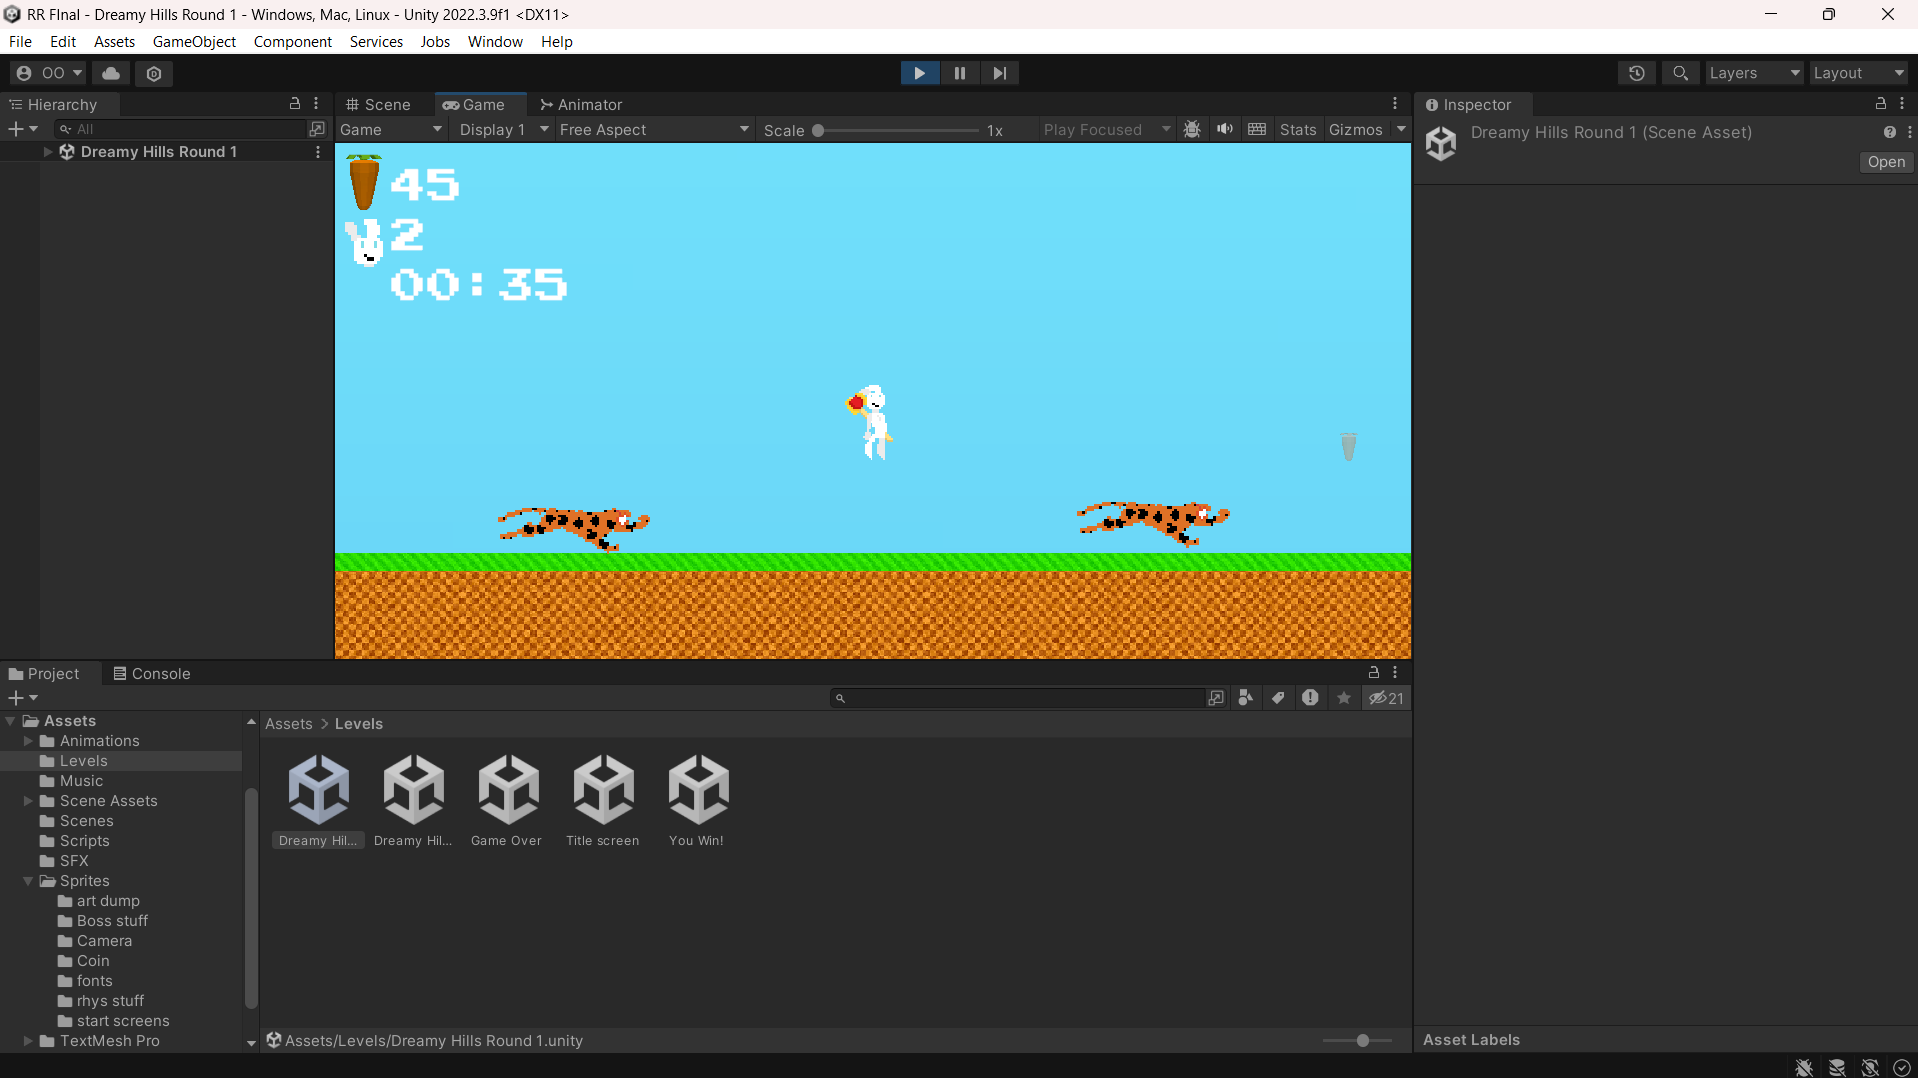 RR FInal - Dreamy Hills Round 1 - Windows, Mac, Linux - Unity 2022.3.9f1 <DX11>
File Edit Assets GameObject Component Services Jobs Window Help
OO Layers Layout
Hierarchy Scene Game Animator Inspector
All Game Display 1 Free Aspect Scale 1x Play Focused Stats Gizmos
Dreamy Hills Round 1 (Scene Asset)
Dreamy Hills Round 1
Open
45
2
00:35
Project Console
21
Assets
Assets > Levels
Animations
Levels
Music
Scene Assets
Scenes
Scripts
SFX
Sprites
art dump
Boss stuff
Camera
Coin
fonts
rhys stuff
start screens
TextMesh Pro
Dreamy Hil... Dreamy Hil... Game Over Title screen You Win!
Assets/Levels/Dreamy Hills Round 1.unity
Asset Labels